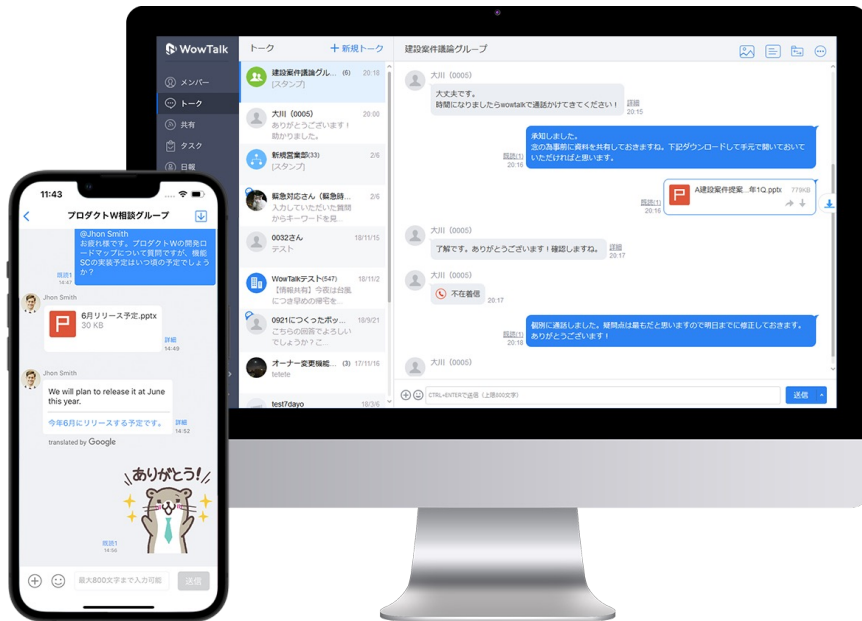 WowTalk
メンバー
トーク
共有
タスク
日報
トーク
+ 新規トーク
建設案件議論グル... (6) 20:18
[スタンプ]
大川 (0005) 20:00
ありがとうございます!
助かりました。
新規営業部(33) 2/6
[スタンプ]
緊急対応さん(緊急時... 2/6
入力していただいた質問
からキーワードを見...
0032さん 18/11/15
テスト
WowTalkテスト(547) 18/11/2
【情報共有】今夜は台風
につき早めの帰宅を...
0921につくったボッ... 18/9/21
こちらの回答でよろしい
でしょうか?こ...
オーナー変更機能... (3) 17/11/16
tetete
test7dayo 18/3/6
建設案件議論グループ
大川 (0005)
大丈夫です。
時間になりましたらwowtalkで通話かけてきてください!
詳細
20:15
承知しました。
念の為事前に資料を共有しておきますね。下記ダウンロードして手元で開いておいて
いただければと思います。
既読(1)
20:16
A建設案件提案...年1Q.pptx 779KB
既読(1)
20:16
大川 (0005)
了解です。ありがとうございます!確認しますね。
詳細
20:17
大川 (0005)
不在着信
20:17
個別に通話しました。疑問点は最もだと思いますので明日までに修正しておきます。
ありがとうございます!
既読(1)
20:18
大川 (0005)
CTRL+ENTERで送信(上限800文字)
送信
11:43
プロダクトW相談グループ
@Jhon Smith
お疲れ様です。プロダクトWの開発ロ
ードマップについて質問ですが、機能
SCの実装予定はいつ頃の予定でしょう
か?
既読1
14:47
Jhon Smith
6月リリース予定.pptx
30 KB
詳細
14:49
Jhon Smith
We will plan to release it at June
this year.
今年6月にリリースする予定です。
詳細
14:52
translated by Google
ありがとう!
既読1
14:55
最大800文字まで入力可能
送信